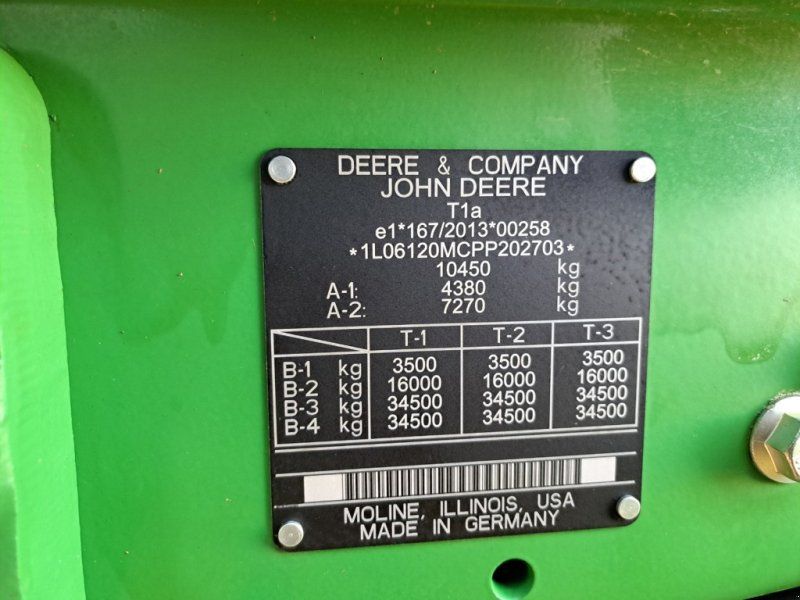 DEERE & COMPANY
JOHN DEERE
T1a
e1*167/2013*00258
*1L06120MCPP202703*
10450 kg
A-1: 4380 kg
A-2: 7270 kg
T-1 T-2 T-3
B-1 kg 3500 3500 3500
B-2 kg 16000 16000 16000
B-3 kg 34500 34500 34500
B-4 kg 34500 34500 34500
MOLINE, ILLINOIS, USA
MADE IN GERMANY